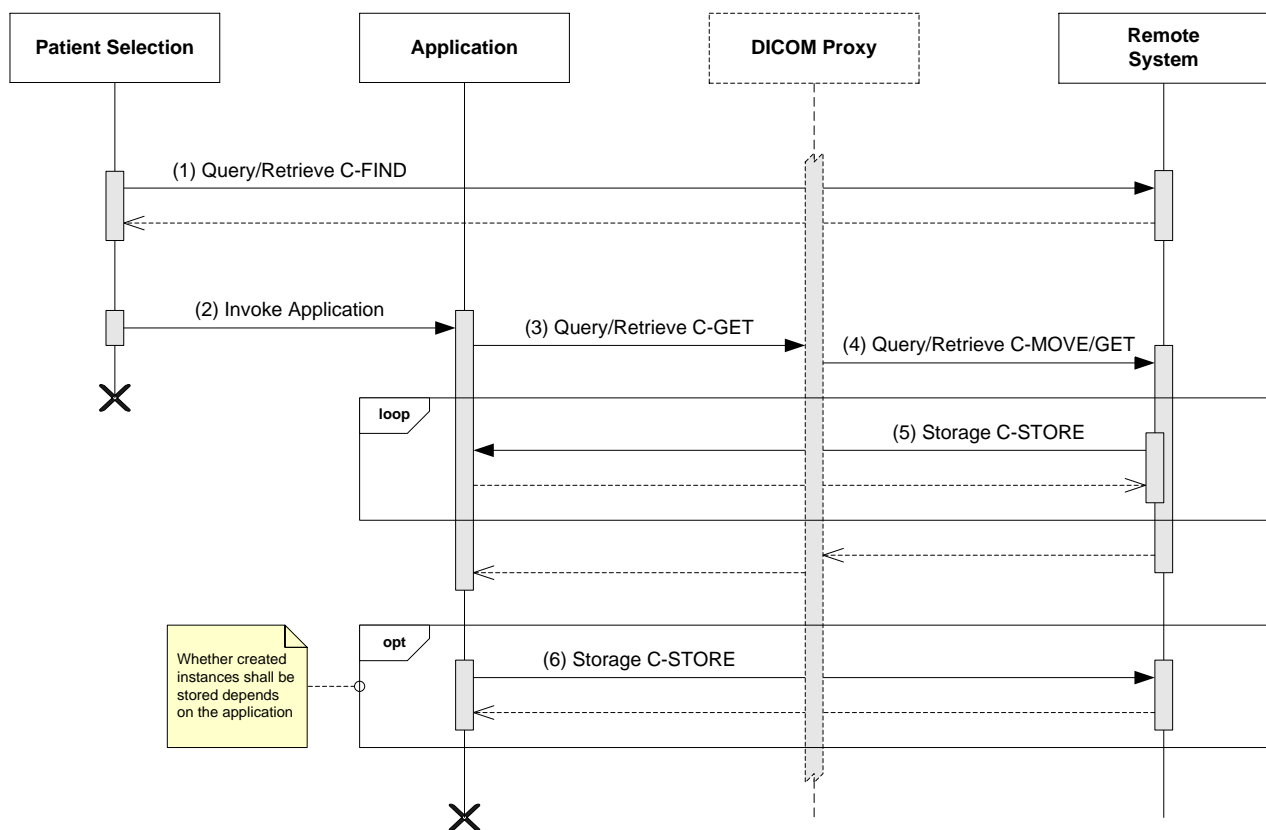 Patient Selection
Application
DICOM Proxy
Remote
System
(1) Query/Retrieve C-FIND
(2) Invoke Application
(3) Query/Retrieve C-GET
(4) Query/Retrieve C-MOVE/GET
loop
(5) Storage C-STORE
opt
Whether created
instances shall be
stored depends
on the application
(6) Storage C-STORE